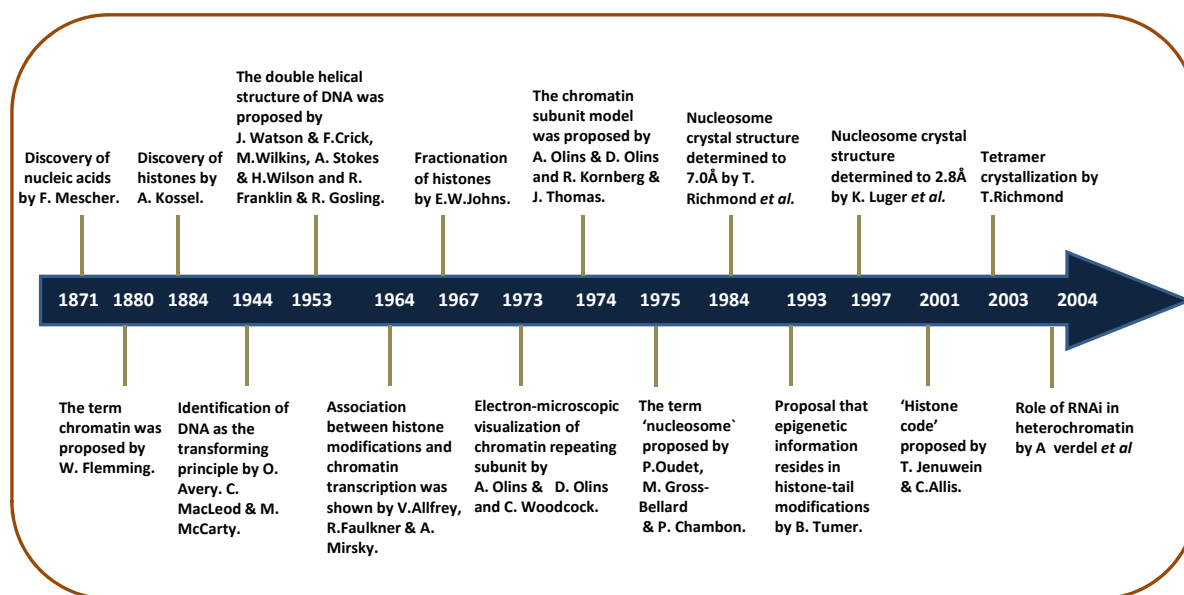 Discovery of
nucleic acids
by F. Mescher.
Discovery of
histones by
A. Kossel.
The double helical
structure of DNA was
proposed by
J. Watson & F.Crick,
M.Wilkins, A. Stokes
& H.Wilson and R.
Franklin & R. Gosling.
Fractionation
of histones
by E.W.Johns.
The chromatin
subunit model
was proposed by
A. Olins & D. Olins
and R. Kornberg &
J. Thomas.
Nucleosome
crystal structure
determined to
7.0Å by T.
Richmond et al.
Nucleosome crystal
structure
determined to 2.8Å
by K. Luger et al.
Tetramer
crystallization by
T.Richmond
1871 1880 1884 1944 1953 1964 1967 1973 1974 1975 1984 1993 1997 2001 2003 2004
The term
chromatin was
proposed by
W. Flemming.
Identification of
DNA as the
transforming
principle by O.
Avery. C.
MacLeod & M.
McCarty.
Association
between histone
modifications and
chromatin
transcription was
shown by V.Allfrey,
R.Faulkner & A.
Mirsky.
Electron-microscopic
visualization of
chromatin repeating
subunit by
A. Olins & D. Olins
and C. Woodcock.
The term
‘nucleosome`
proposed by
P.Oudet,
M. Gross-
Bellard
& P. Chambon.
Proposal that
epigenetic
information
resides in
histone-tail
modifications
by B. Tumer.
‘Histone
code’
proposed by
T. Jenuwein
& C.Allis.
Role of RNAi in
heterochromatin
by A verdel et al